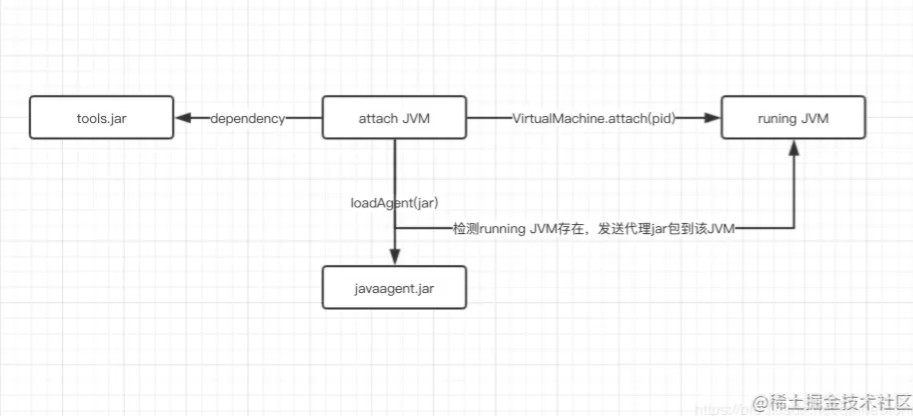 tools.jar
dependency
attach JVM
VirtualMachine.attach(pid)
runing JVM
loadAgent(jar)
检测running JVM存在，发送代理jar包到该JVM
javaagent.jar
@稀土掘金技术社区